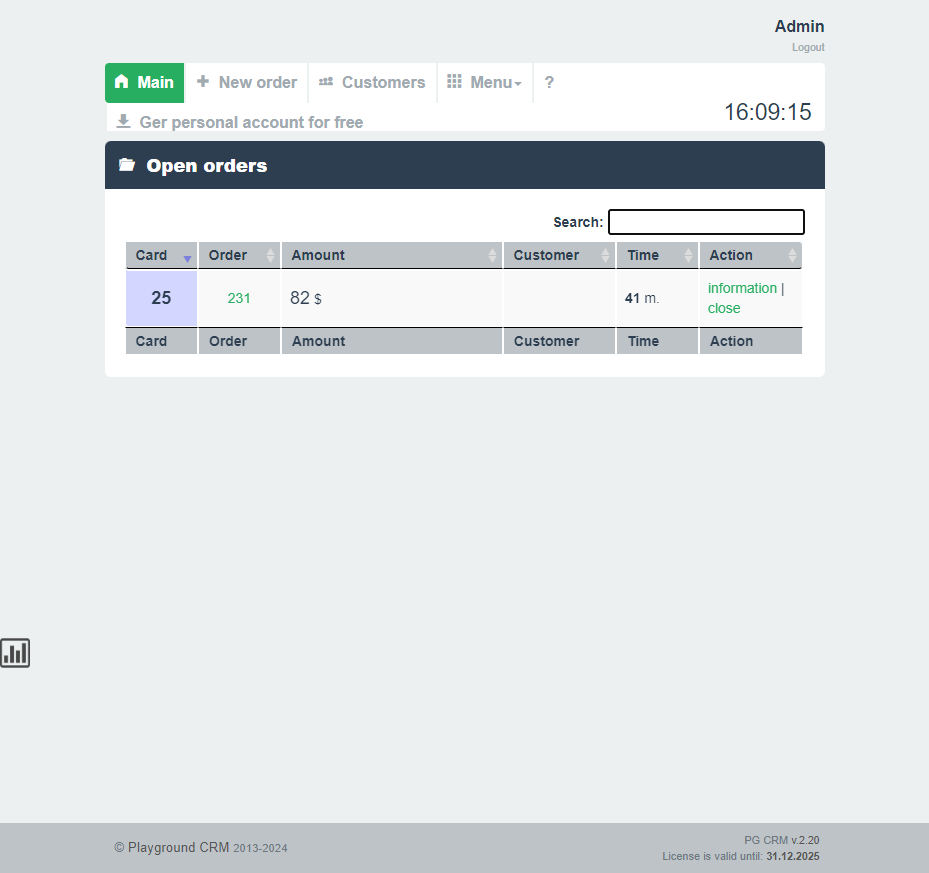 Admin
Logout
Main New order Customers Menu ?
Ger personal account for free 16:09:15
Open orders
Search:
Card Order Amount Customer Time Action
25 231 82 $ 41 m. information |
close
Card Order Amount Customer Time Action
© Playground CRM 2013-2024
PG CRM v.2.20
License is valid until: 31.12.2025